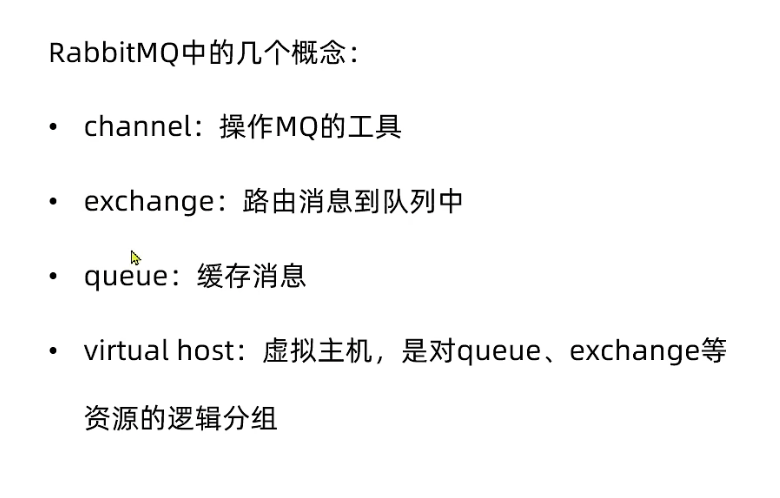 RabbitMQ中的几个概念：
• channel：操作MQ的工具
• exchange：路由消息到队列中
• queue：缓存消息
• virtual host：虚拟主机，是对queue、exchange等
资源的逻辑分组